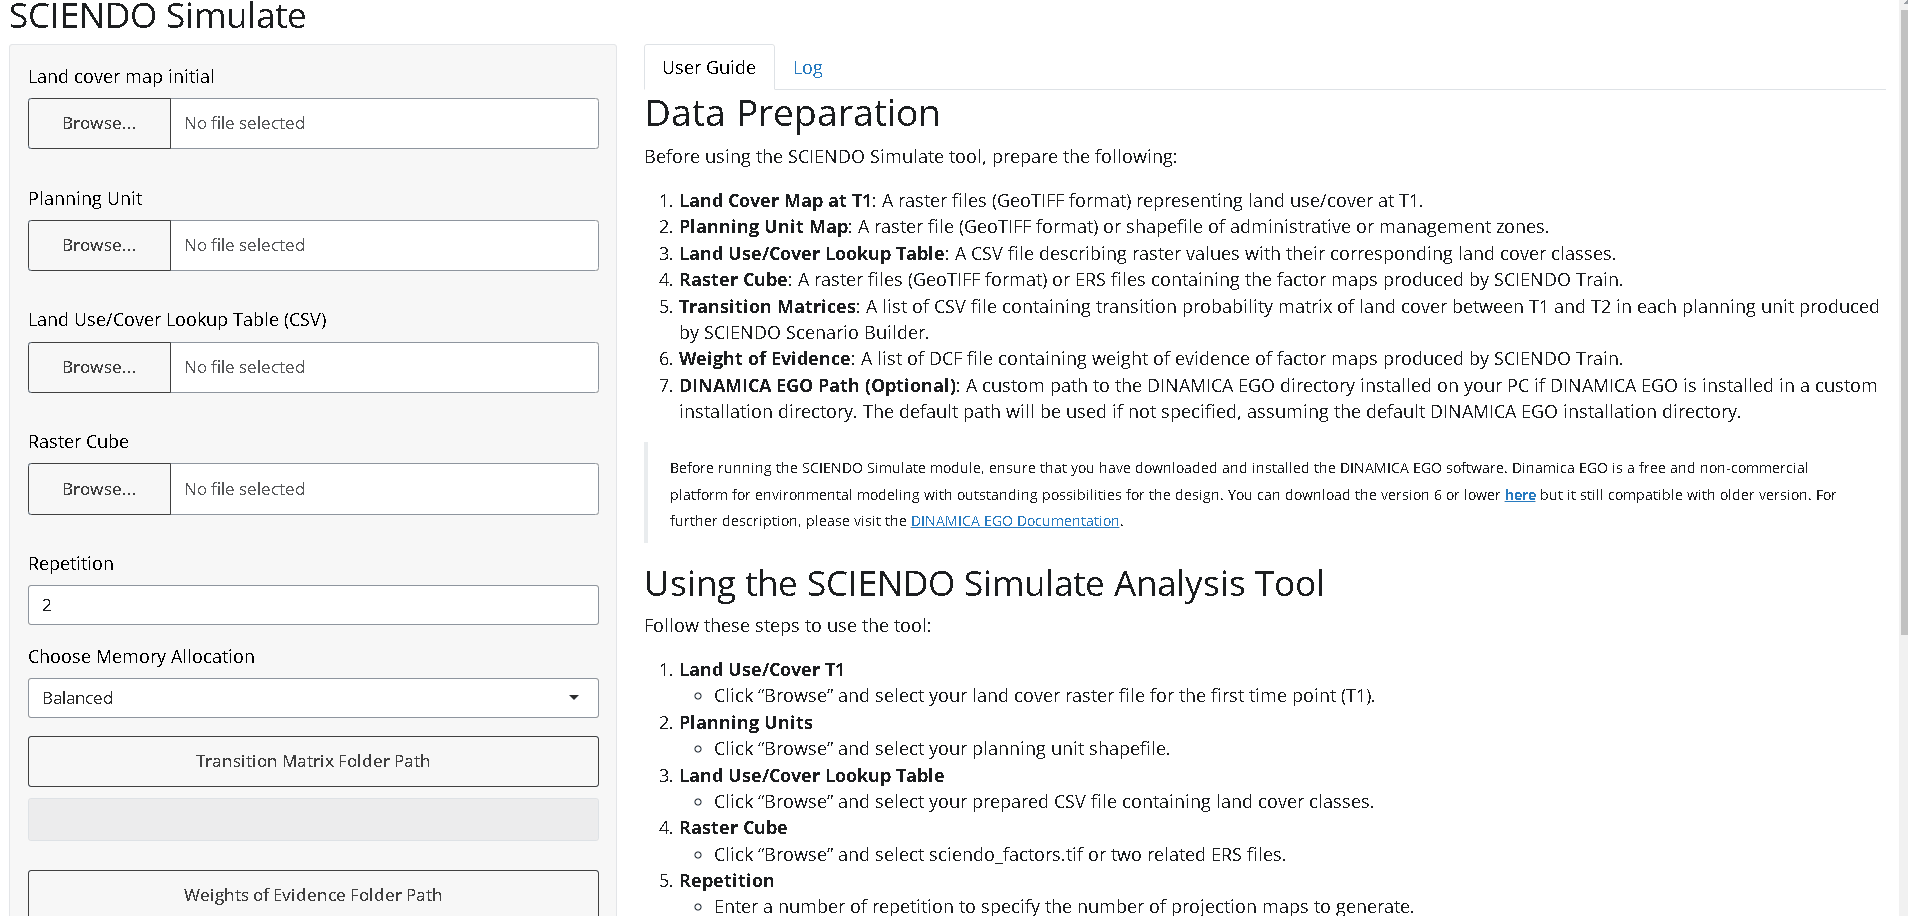 SCIENDO Simulate
Land cover map initial
Browse...
No file selected
Planning Unit
Browse...
No file selected
Land Use/Cover Lookup Table (CSV)
Browse...
No file selected
Raster Cube
Browse...
No file selected
Repetition
2
Choose Memory Allocation
Balanced
Transition Matrix Folder Path
Weights of Evidence Folder Path
User Guide
Log
Data Preparation
Before using the SCIENDO Simulate tool, prepare the following:
1. Land Cover Map at T1: A raster files (GeoTIFF format) representing land use/cover at T1.
2. Planning Unit Map: A raster file (GeoTIFF format) or shapefile of administrative or management zones.
3. Land Use/Cover Lookup Table: A CSV file describing raster values with their corresponding land cover classes.
4. Raster Cube: A raster files (GeoTIFF format) or ERS files containing the factor maps produced by SCIENDO Train.
5. Transition Matrices: A list of CSV file containing transition probability matrix of land cover between T1 and T2 in each planning unit produced
by SCIENDO Scenario Builder.
6. Weight of Evidence: A list of DCF file containing weight of evidence of factor maps produced by SCIENDO Train.
7. DINAMICA EGO Path (Optional): A custom path to the DINAMICA EGO directory installed on your PC if DINAMICA EGO is installed in a custom
installation directory. The default path will be used if not specified, assuming the default DINAMICA EGO installation directory.
Before running the SCIENDO Simulate module, ensure that you have downloaded and installed the DINAMICA EGO software. Dinamica EGO is a free and non-commercial
platform for environmental modeling with outstanding possibilities for the design. You can download the version 6 or lower here but it still compatible with older version. For
further description, please visit the DINAMICA EGO Documentation.
Using the SCIENDO Simulate Analysis Tool
Follow these steps to use the tool:
1. Land Use/Cover T1
◦ Click “Browse” and select your land cover raster file for the first time point (T1).
2. Planning Units
◦ Click “Browse” and select your planning unit shapefile.
3. Land Use/Cover Lookup Table
◦ Click “Browse” and select your prepared CSV file containing land cover classes.
4. Raster Cube
◦ Click “Browse” and select sciendo_factors.tif or two related ERS files.
5. Repetition
◦ Enter a number of repetition to specify the number of projection maps to generate.